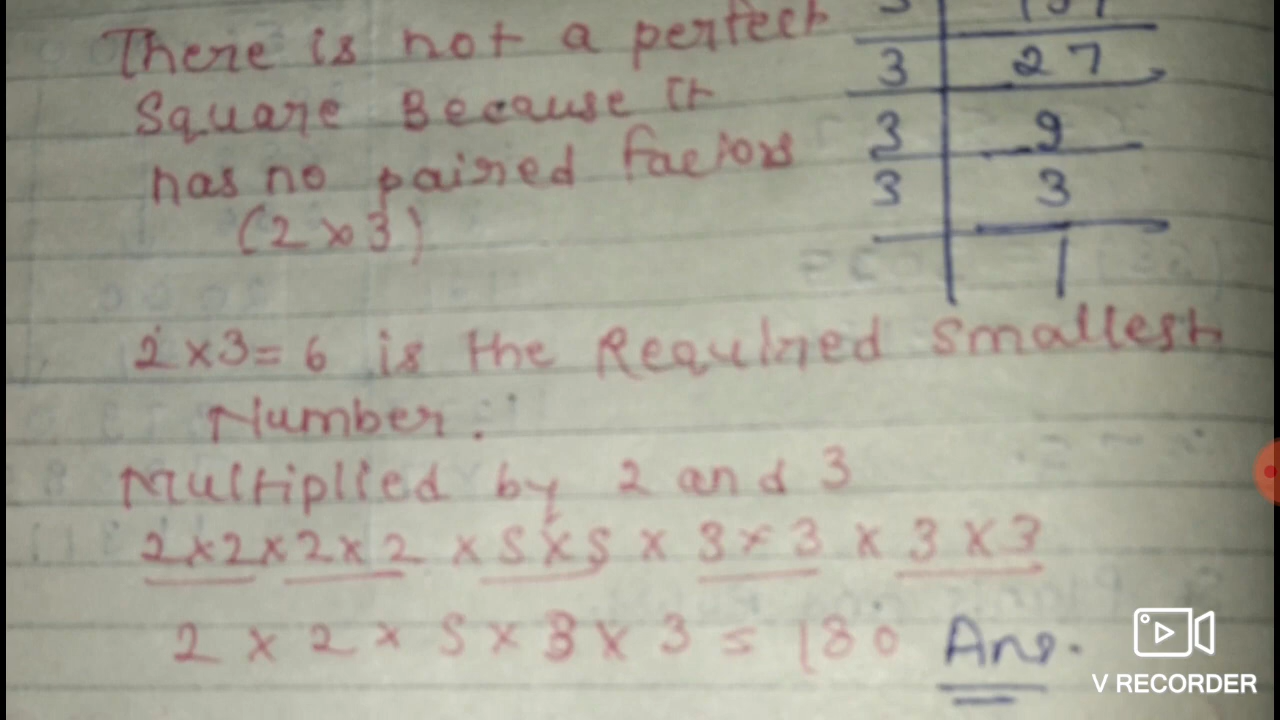 There is not a perfect
Square Because It
has no paired factors
(2 x 3)
3 | 27
3 | 9
3 | 3
1
2 x 3 = 6 is the Required smallest
Number.
Multiplied by 2 and 3
2 x 2 x 2 x 2 x 5 x 5 x 3 x 3 x 3 x 3
2 x 2 x 5 x 3 x 3 = 180 Ans.
V RECORDER